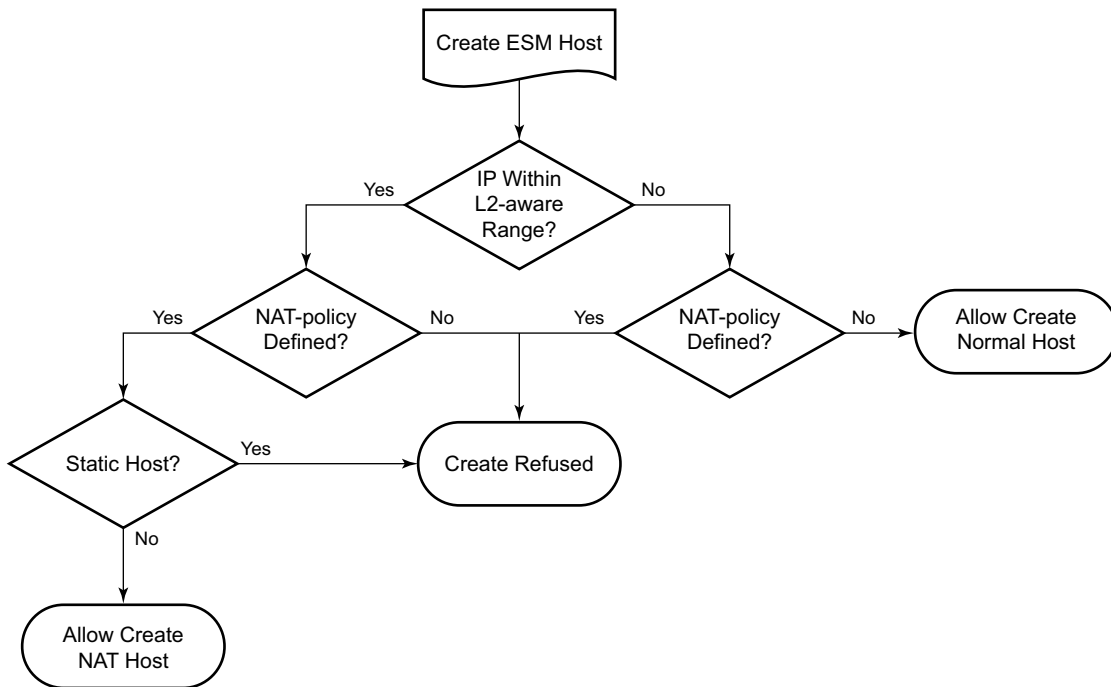 Create ESM Host
IP Within
L2-aware
Range?
Yes
No
NAT-policy
Defined?
Yes
No
NAT-policy
Defined?
Yes
No
Allow Create
Normal Host
Static Host?
Yes
No
Create Refused
Allow Create
NAT Host